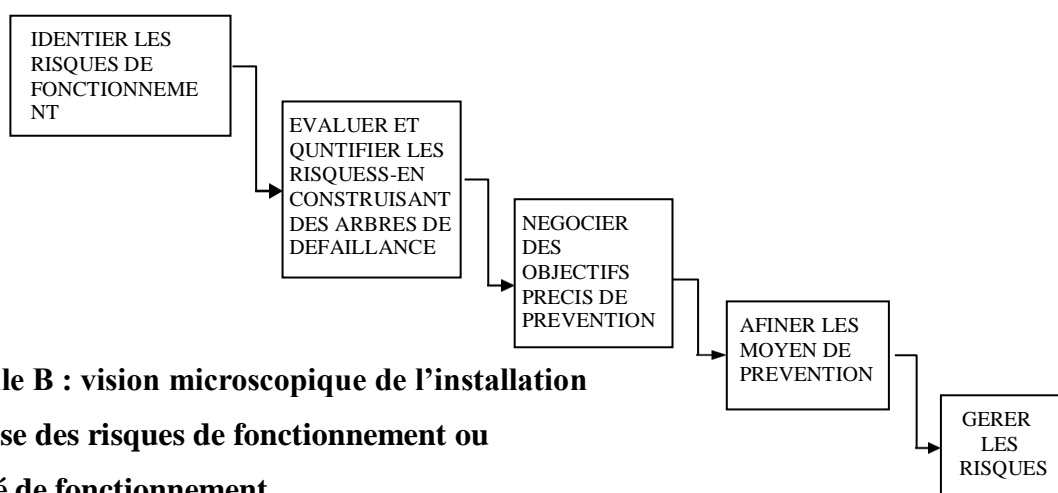 IDENTIER LES
RISQUES DE
FONCTIONNEME
NT
EVALUER ET
QUNTIFIER LES
RISQUESS-EN
CONSTRUISANT
DES ARBRES DE
DEFAILLANCE
NEGOCIER
DES
OBJECTIFS
PRECIS DE
PREVENTION
AFINER LES
MOYEN DE
PREVENTION
GERER
LES
RISQUES
le B : vision microscopique de l’installation
se des risques de fonctionnement ou
é de fonctionnement